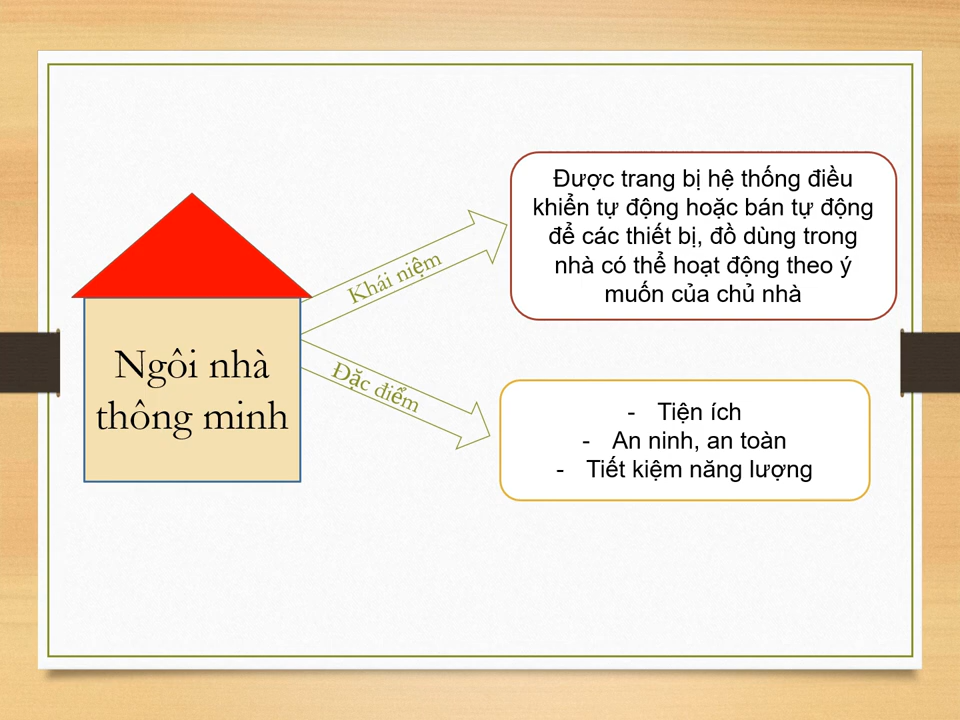 Ngôi nhà
thông minh
Khái niệm
Được trang bị hệ thống điều
khiển tự động hoặc bán tự động
để các thiết bị, đồ dùng trong
nhà có thể hoạt động theo ý
muốn của chủ nhà
Đặc điểm
- Tiện ích
- An ninh, an toàn
- Tiết kiệm năng lượng